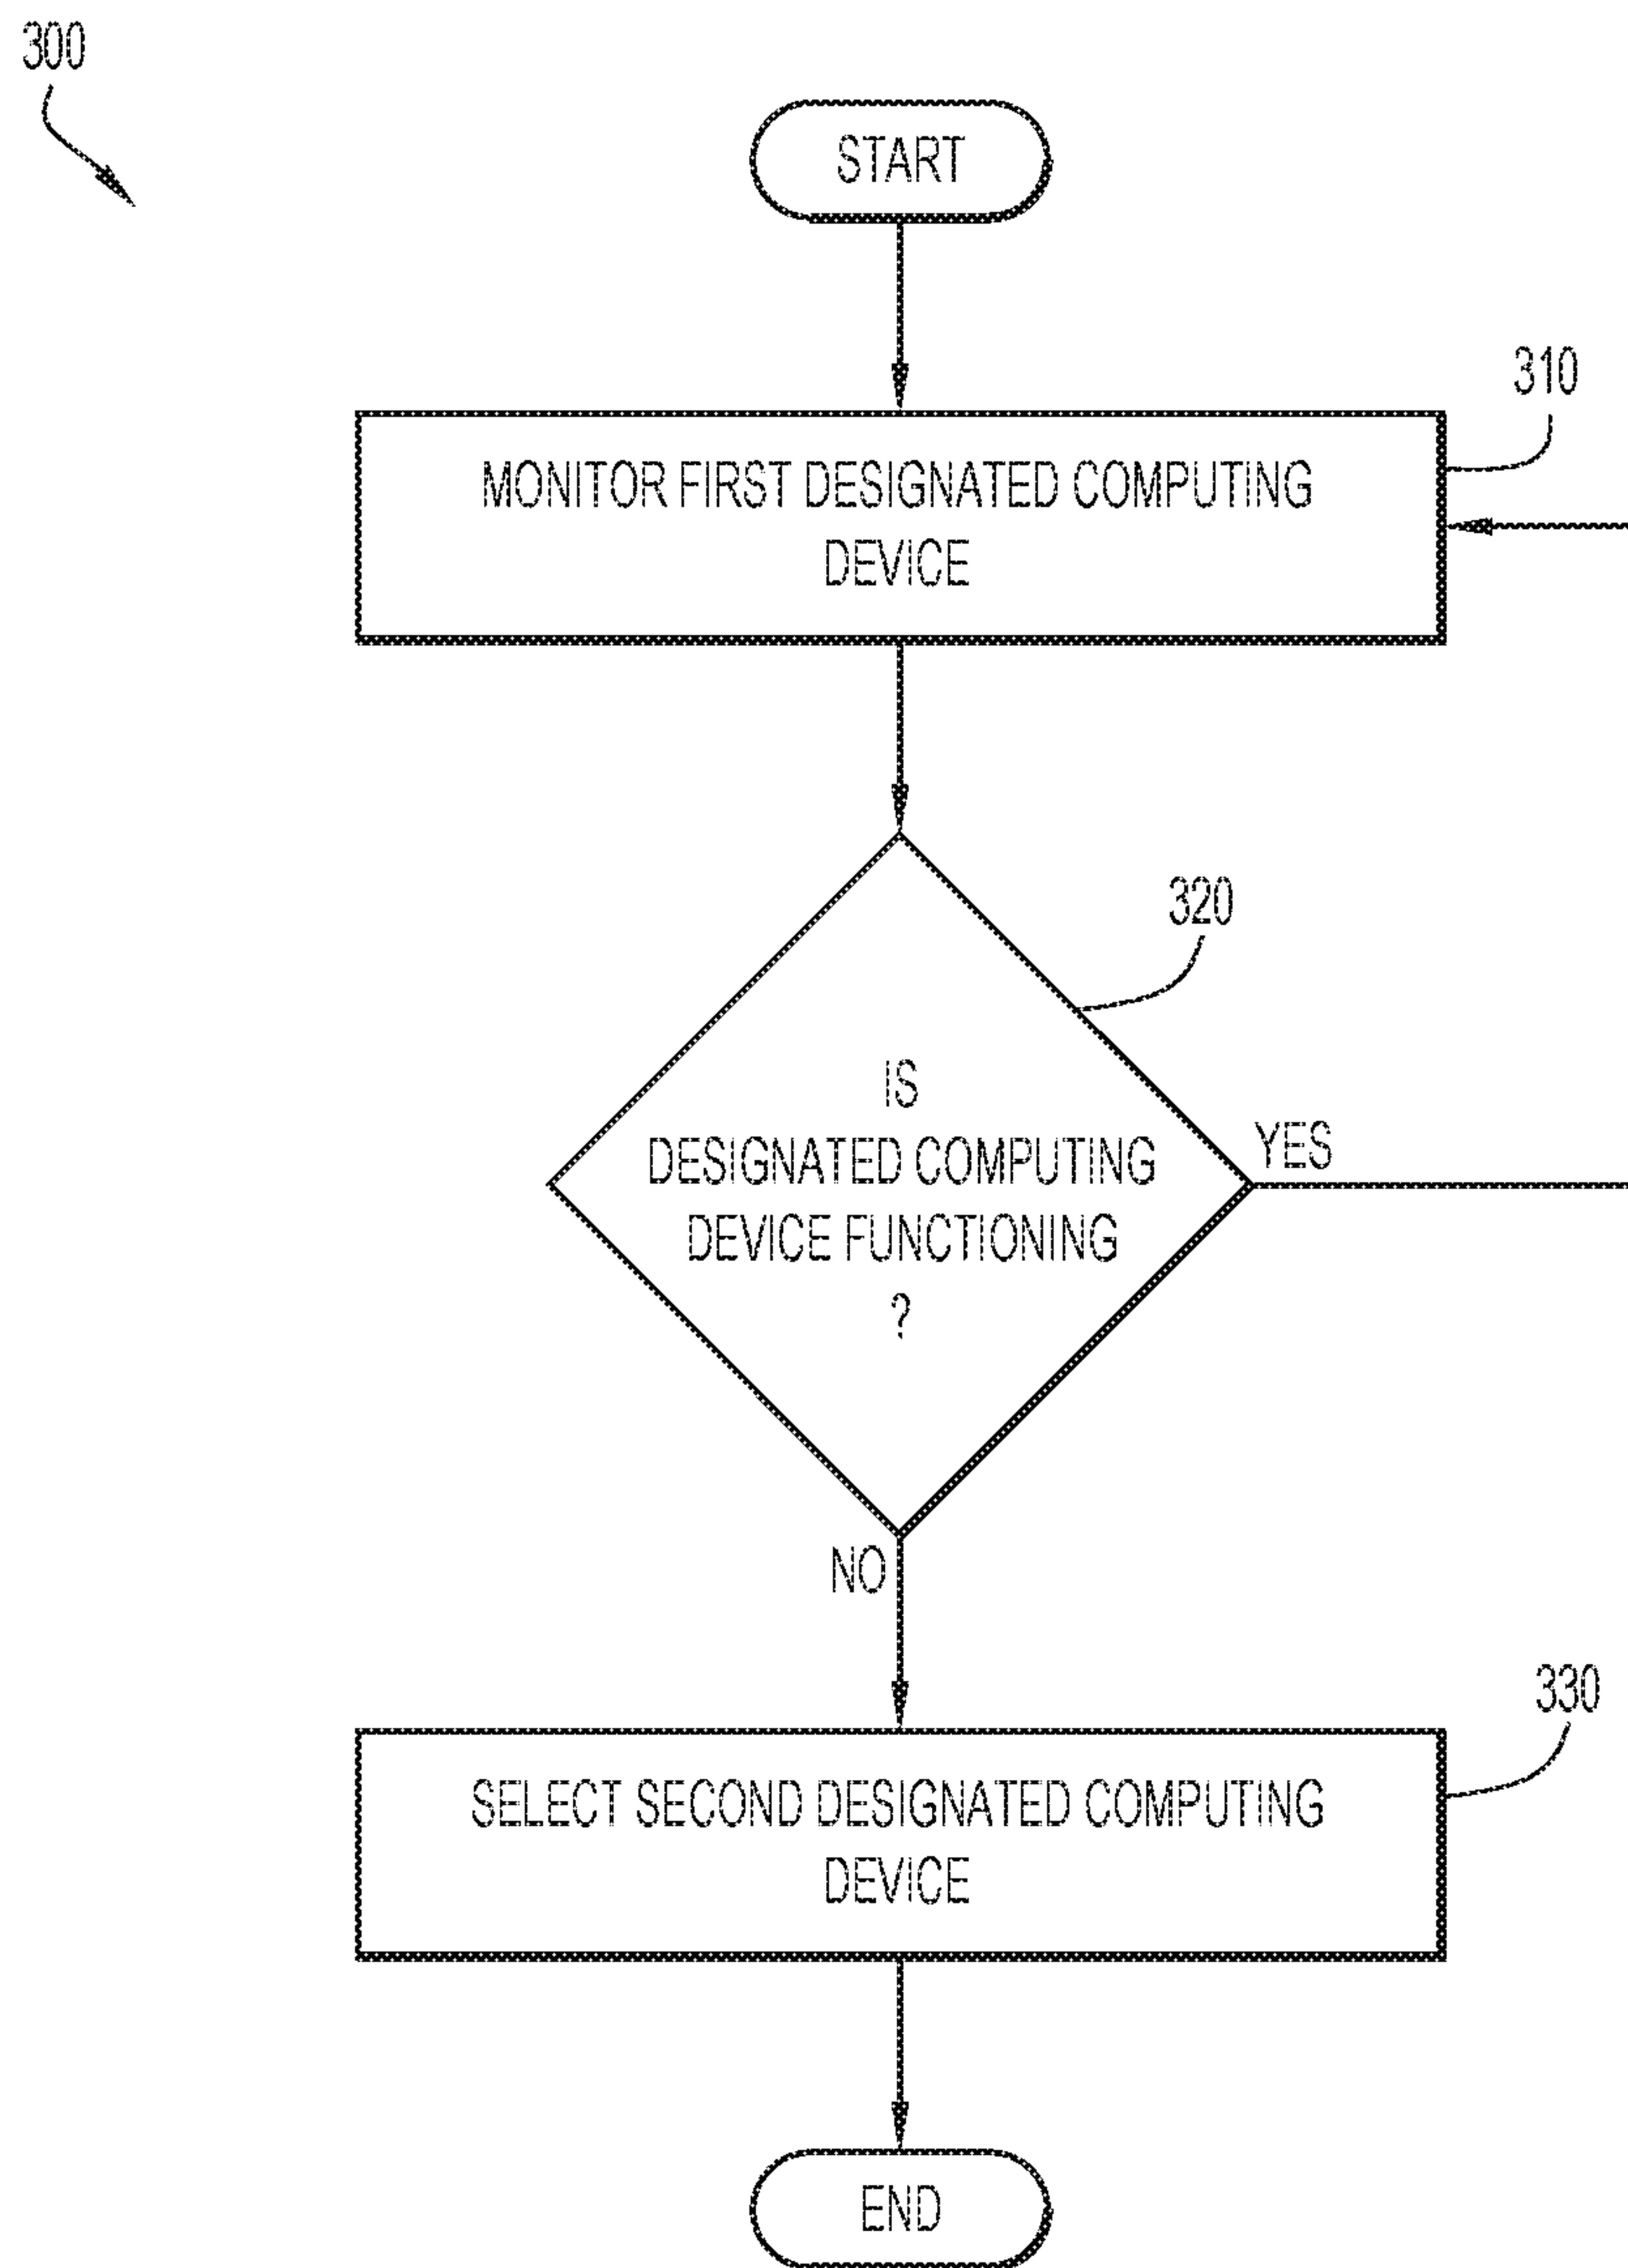 300
START
310
MONITOR FIRST DESIGNATED COMPUTING
DEVICE
320
IS
DESIGNATED COMPUTING
DEVICE FUNCTIONING
?
YES
NO
330
SELECT SECOND DESIGNATED COMPUTING
DEVICE
END